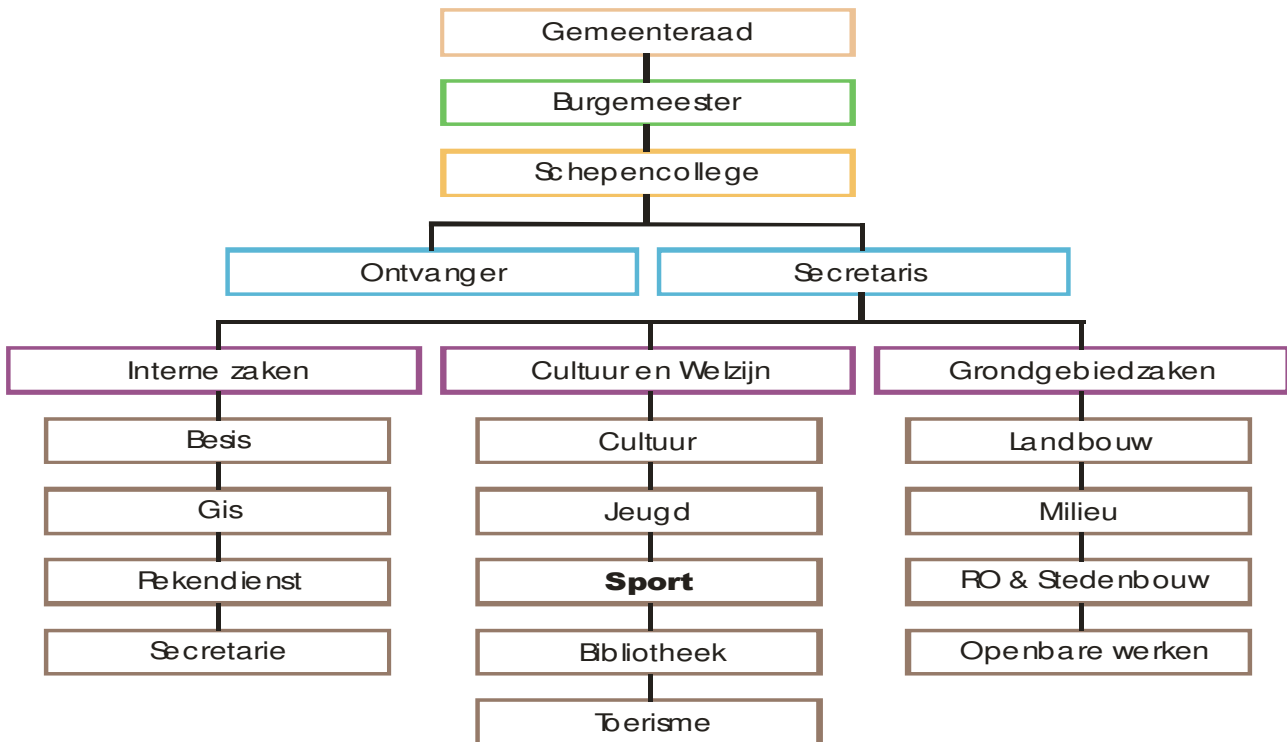 Gemeenteraad
Burgemeester
Schepencollege
Ontvanger
Secretaris
Interne zaken
Cultuur en Welzijn
Grondgebiedzaken
Besis
Cultuur
Landbouw
Gis
Jeugd
Milieu
Rekendienst
Sport
RO & Stedenbouw
Secretarie
Bibliotheek
Openbare werken
Toerisme